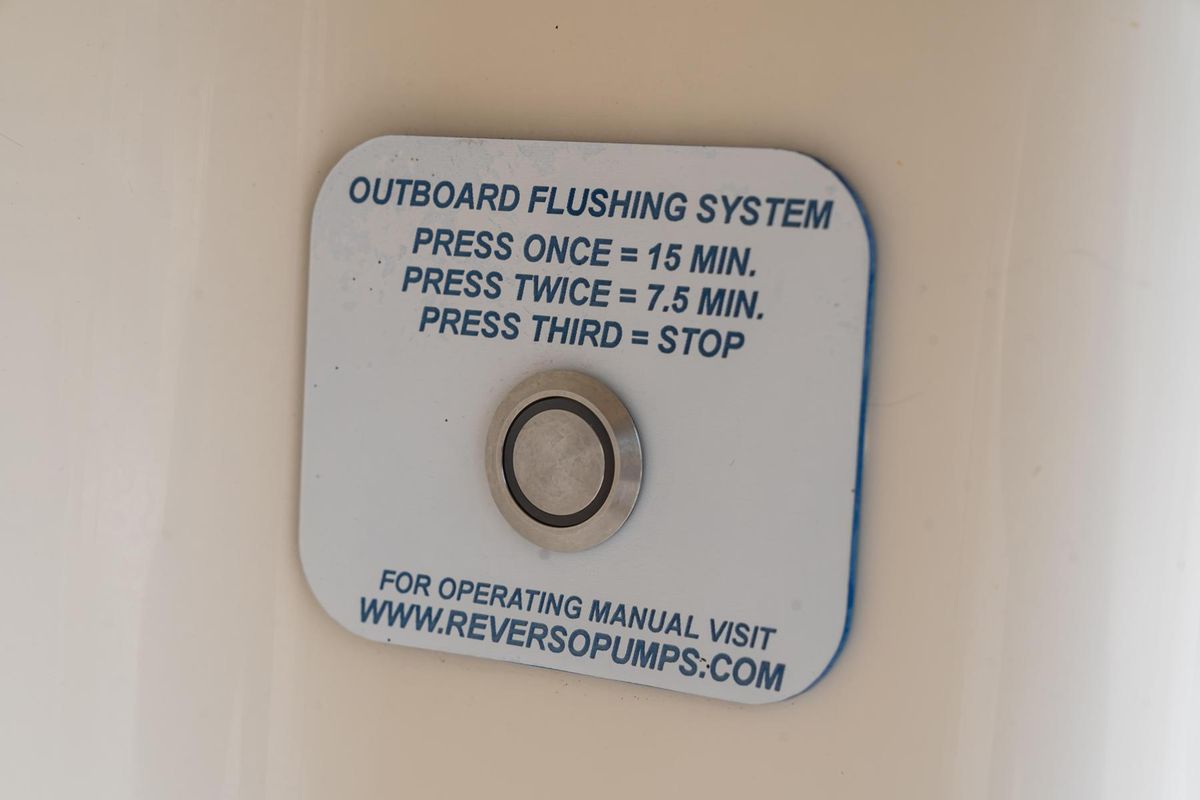 OUTBOARD FLUSHING SYSTEM
PRESS ONCE = 15 MIN.
PRESS TWICE = 7.5 MIN.
PRESS THIRD = STOP
FOR OPERATING MANUAL VISIT
WWW.REVERSOPUMPS.COM